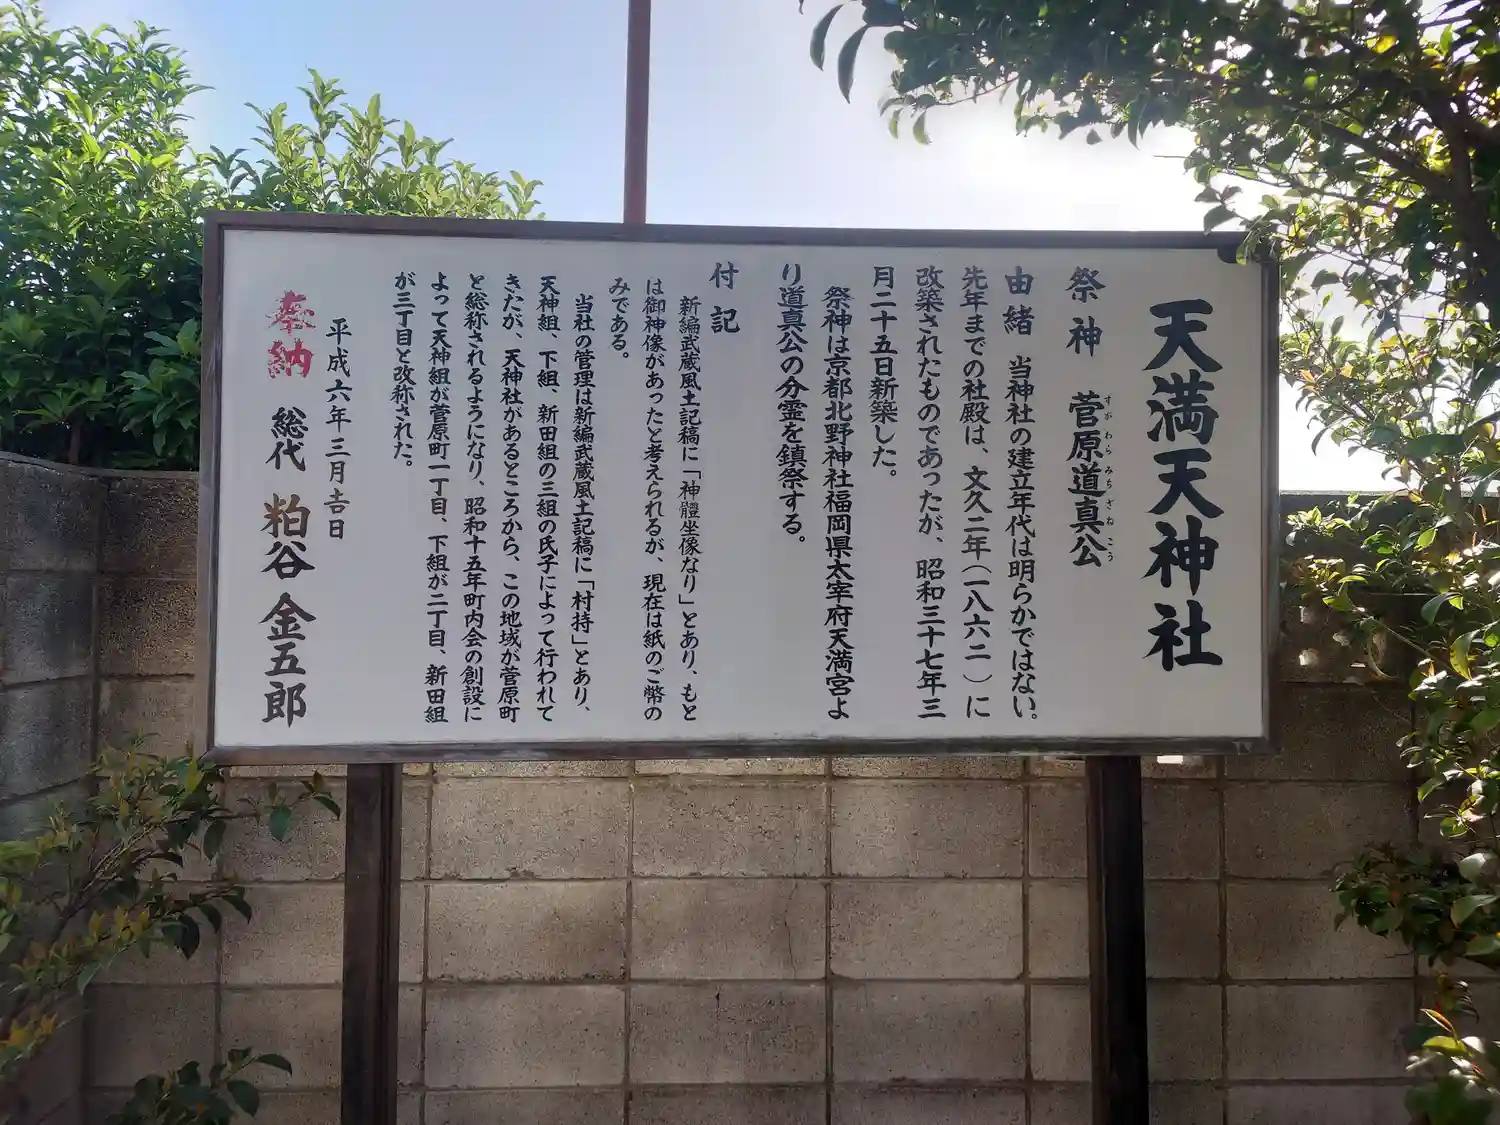 天満天神社
祭神　菅原道真公
すがわらみちざねこう
由緒　当神社の建立年代は明らかではない。
先年までの社殿は、文久二年（一八六二）に
改築されたものであったが、昭和三十七年三
月二十五日新築した。
祭神は京都北野神社福岡県太宰府天満宮よ
り道真公の分霊を鎮祭する。
付記
新編武蔵風土記稿に「神體坐像なり」とあり、もと
は御神像があったと考えられるが、現在は紙のご幣の
みである。
当社の管理は新編武蔵風土記稿に「村持」とあり、
天神組、下組、新田組の三組の氏子によって行われて
きたが、天神社があるところから、この地域が菅原町
と総称されるようになり、昭和十五年町内会の創設に
よって天神組が菅原町一丁目、下組が二丁目、新田組
が三丁目と改称された。
平成六年三月吉日
奉納　総代　粕谷金五郎